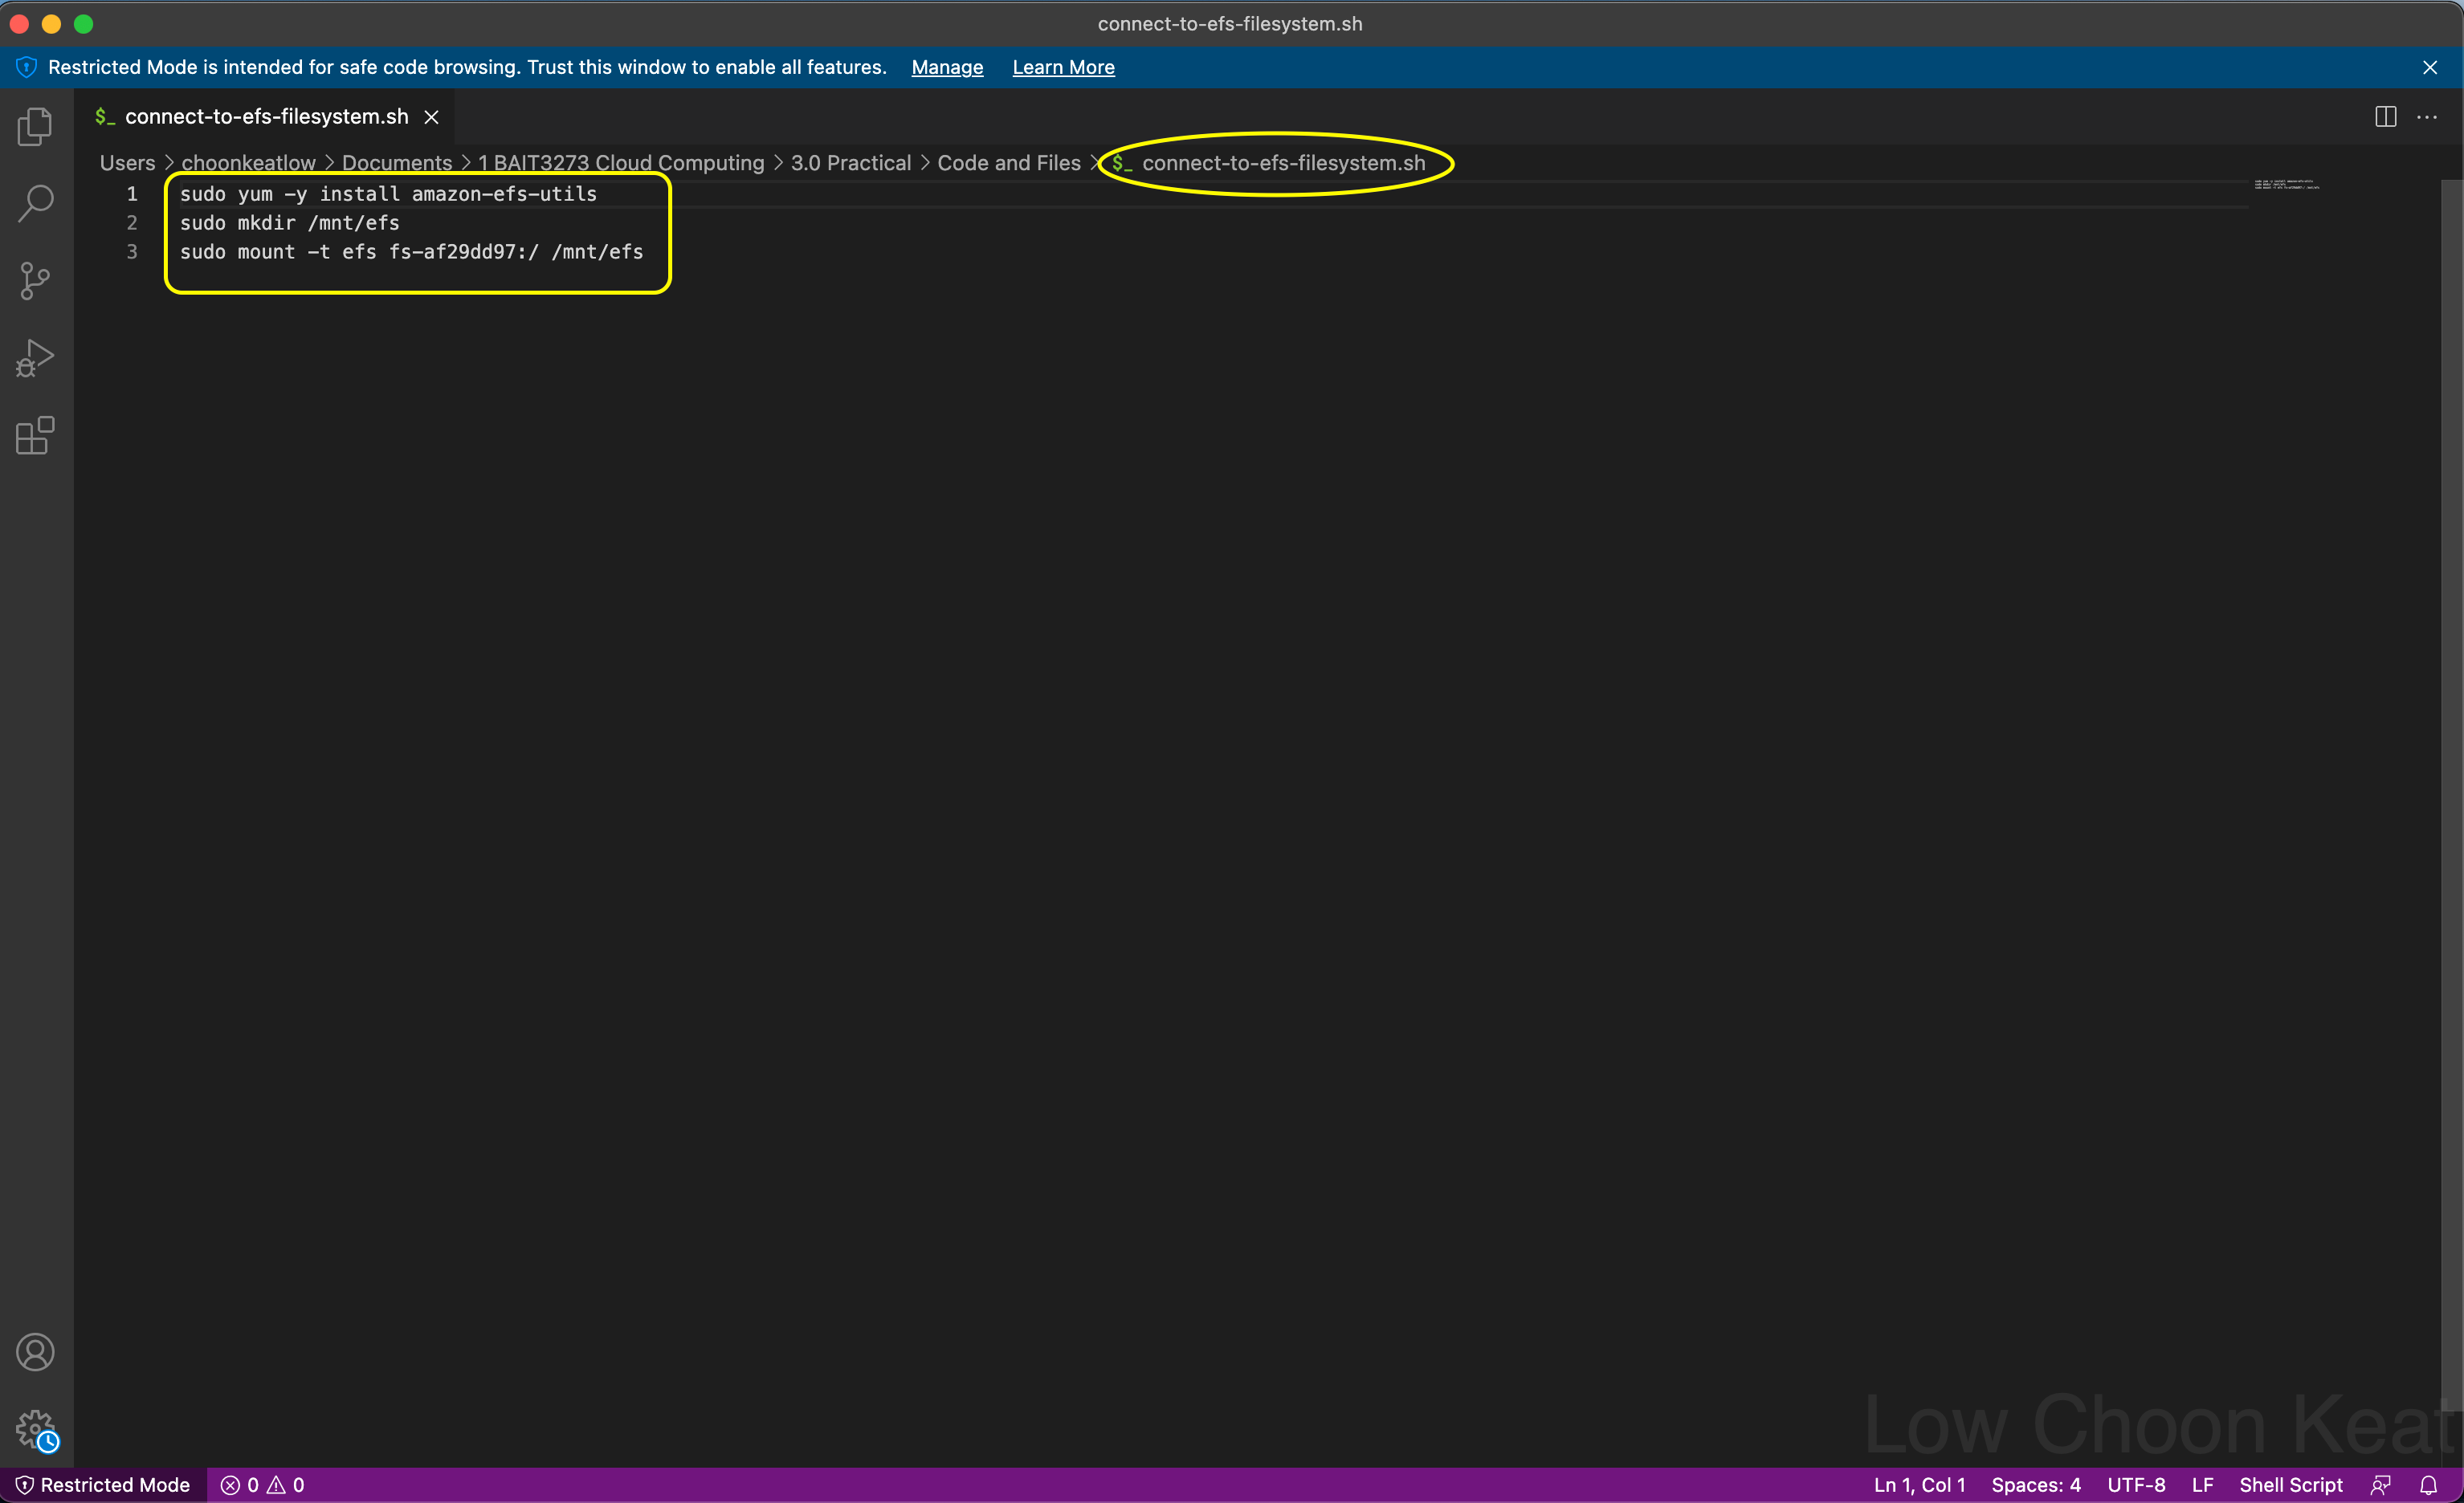 connect-to-efs-filesystem.sh
Restricted Mode is intended for safe code browsing. Trust this window to enable all features. Manage Learn More
$_ connect-to-efs-filesystem.sh
Users > choonkeatlow > Documents > 1 BAIT3273 Cloud Computing > 3.0 Practical > Code and Files > $_ connect-to-efs-filesystem.sh
1 sudo yum -y install amazon-efs-utils
2 sudo mkdir /mnt/efs
3 sudo mount -t efs fs-af29dd97:/ /mnt/efs
Low Choon Keat
Restricted Mode 0 0 Ln 1, Col 1 Spaces: 4 UTF-8 LF Shell Script